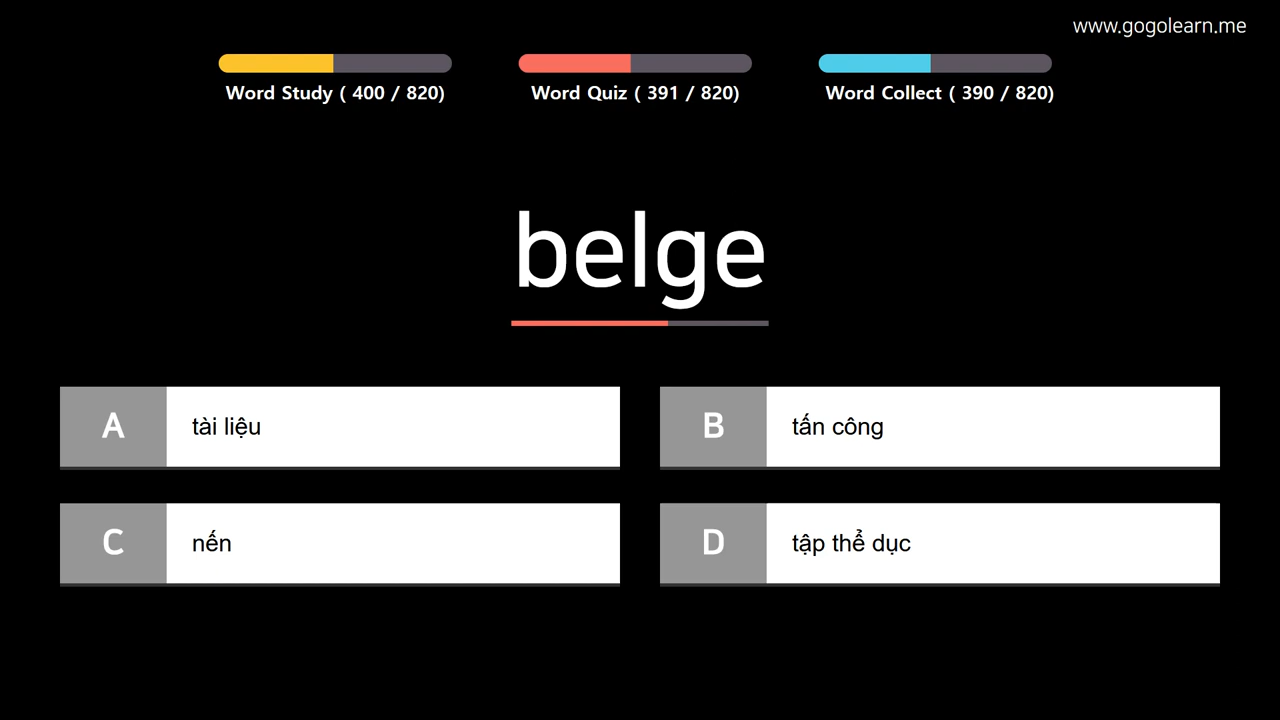 www.gogolearn.me
Word Study ( 400 / 820)
Word Quiz ( 391 / 820)
Word Collect ( 390 / 820)
belge
A tài liệu
B tấn công
C nến
D tập thể dục